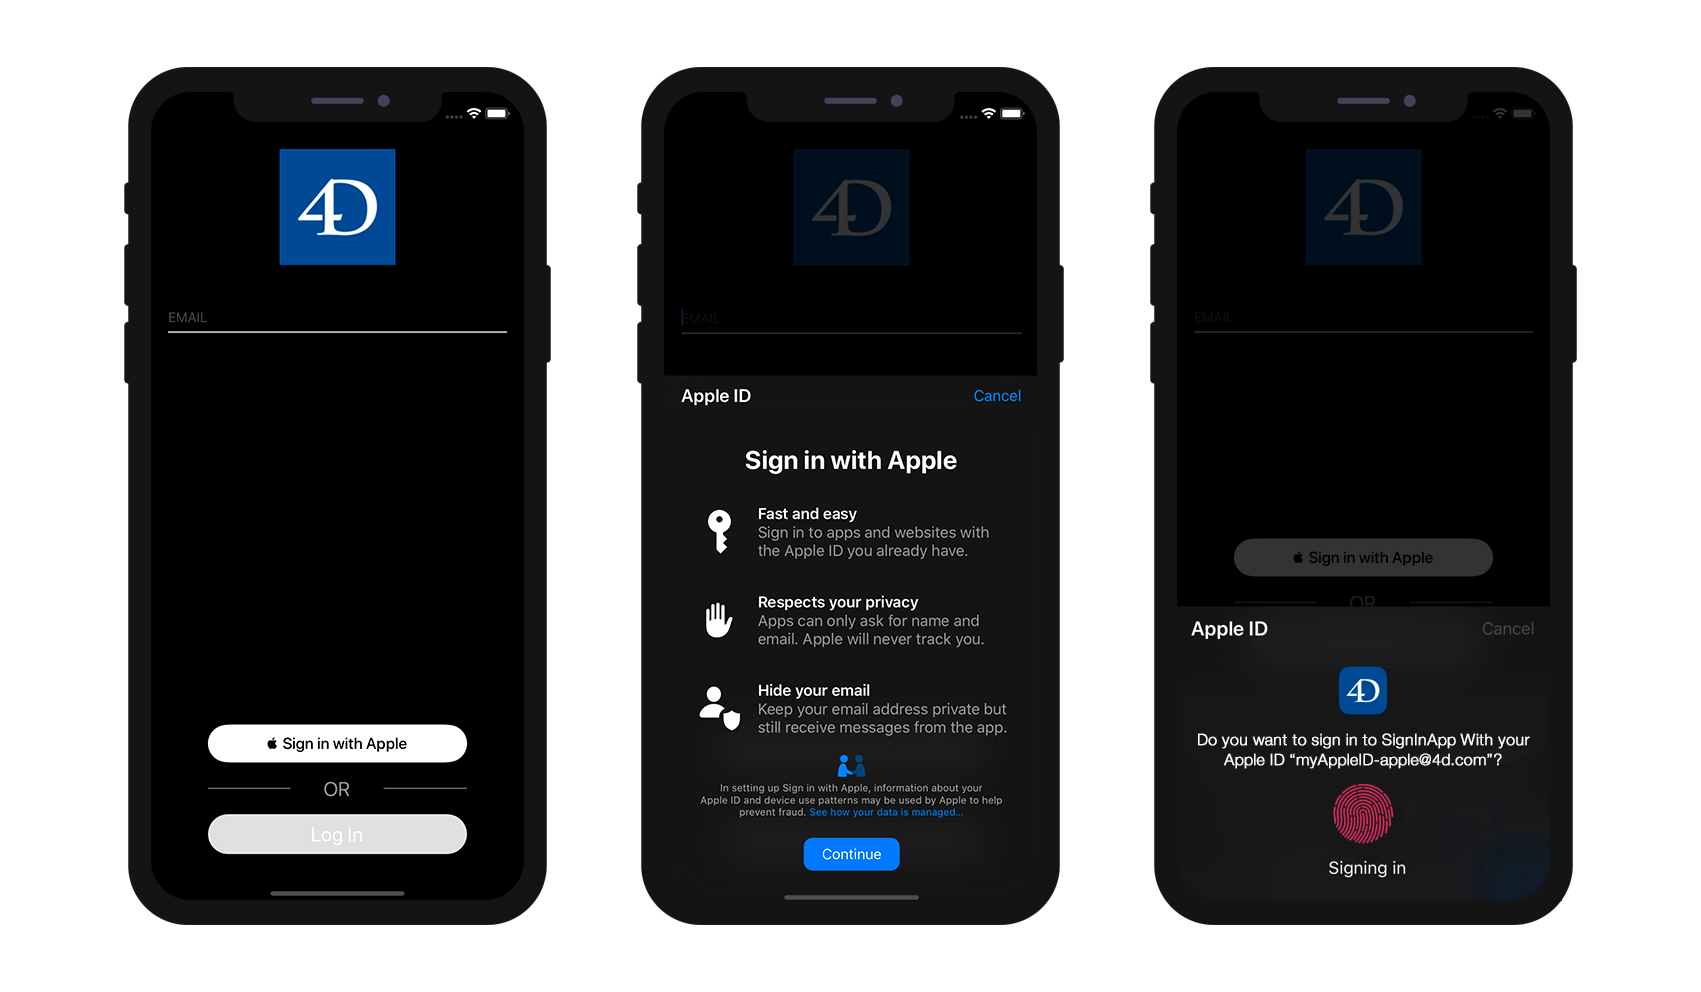 4D
EMAIL
Sign in with Apple
OR
Log In
4D
EMAIL
Apple ID
Cancel
Sign in with Apple
Fast and easy
Sign in to apps and websites with
the Apple ID you already have.
Respects your privacy
Apps can only ask for name and
email. Apple will never track you.
Hide your email
Keep your email address private but
still receive messages from the app.
In setting up Sign in with Apple, information about your
Apple ID and device use patterns may be used by Apple to help
prevent fraud. See how your data is managed...
Continue
4D
EMAIL
Sign in with Apple
OR
Apple ID
Cancel
4D
Do you want to sign in to SignInApp With your
Apple ID “myAppleID-apple@4d.com”?
Signing in